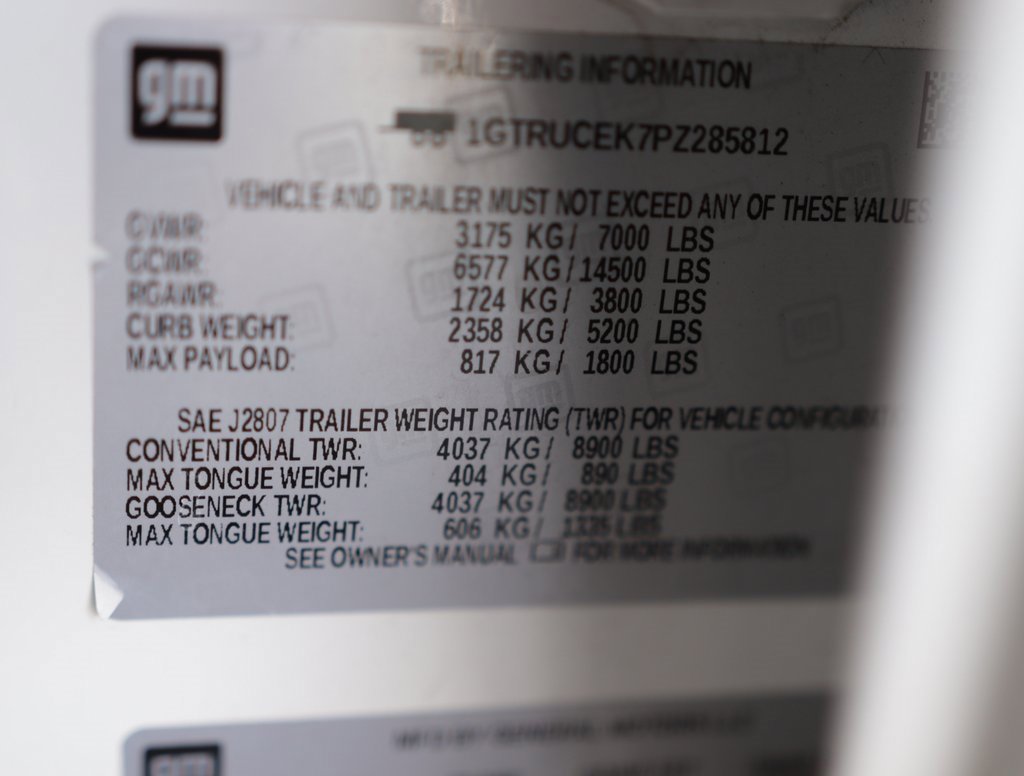 gm
TRAILERING INFORMATION
1GTRUCEK7PZ285812
VEHICLE AND TRAILER MUST NOT EXCEED ANY OF THESE VALUES
GVWR: 3175 KG/ 7000 LBS
GCWR: 6577 KG/14500 LBS
RGAWR: 1724 KG/ 3800 LBS
CURB WEIGHT: 2358 KG/ 5200 LBS
MAX PAYLOAD: 817 KG/ 1800 LBS
SAE J2807 TRAILER WEIGHT RATING (TWR) FOR VEHICLE
CONVENTIONAL TWR: 4037 KG/ 8900 LBS
MAX TONGUE WEIGHT: 404 KG/ 890 LBS
GOOSENECK TWR: 4037 KG/ 8900 LBS
MAX TONGUE WEIGHT: 606 KG/ 1335 LBS
SEE OWNER'S MANUAL FOR MORE INFORMATION
gm